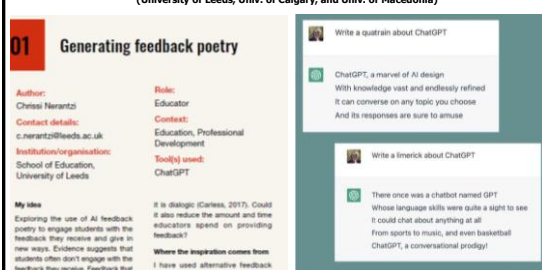 (University of Leeds, Univ. of Calgary, and Univ. of Macedonia)
01
Generating feedback poetry
Author:
Chrissi Nerantzi
Contact details:
c.nerantzi@leeds.ac.uk
Institution/organisation:
School of Education,
University of Leeds
Role:
Educator
Context:
Education, Professional
Development
Tool(s) used:
ChatGPT
My idea
Exploring the use of AI feedback
poetry to engage students with the
feedback they receive and give in
new ways. Evidence suggests that
students often don't engage with the
feedback they receive. Feedback that
it is dialogic (Carless, 2017). Could
it also reduce the amount and time
educators spend on providing
feedback?
Where the inspiration comes from
I have used alternative feedback
Write a quatrain about ChatGPT
ChatGPT, a marvel of AI design
With knowledge vast and endlessly refined
It can converse on any topic you choose
And its responses are sure to amuse
Write a limerick about ChatGPT
There once was a chatbot named GPT
Whose language skills were quite a sight to see
It could chat about anything at all
From sports to music, and even basketball
ChatGPT, a conversational prodigy!